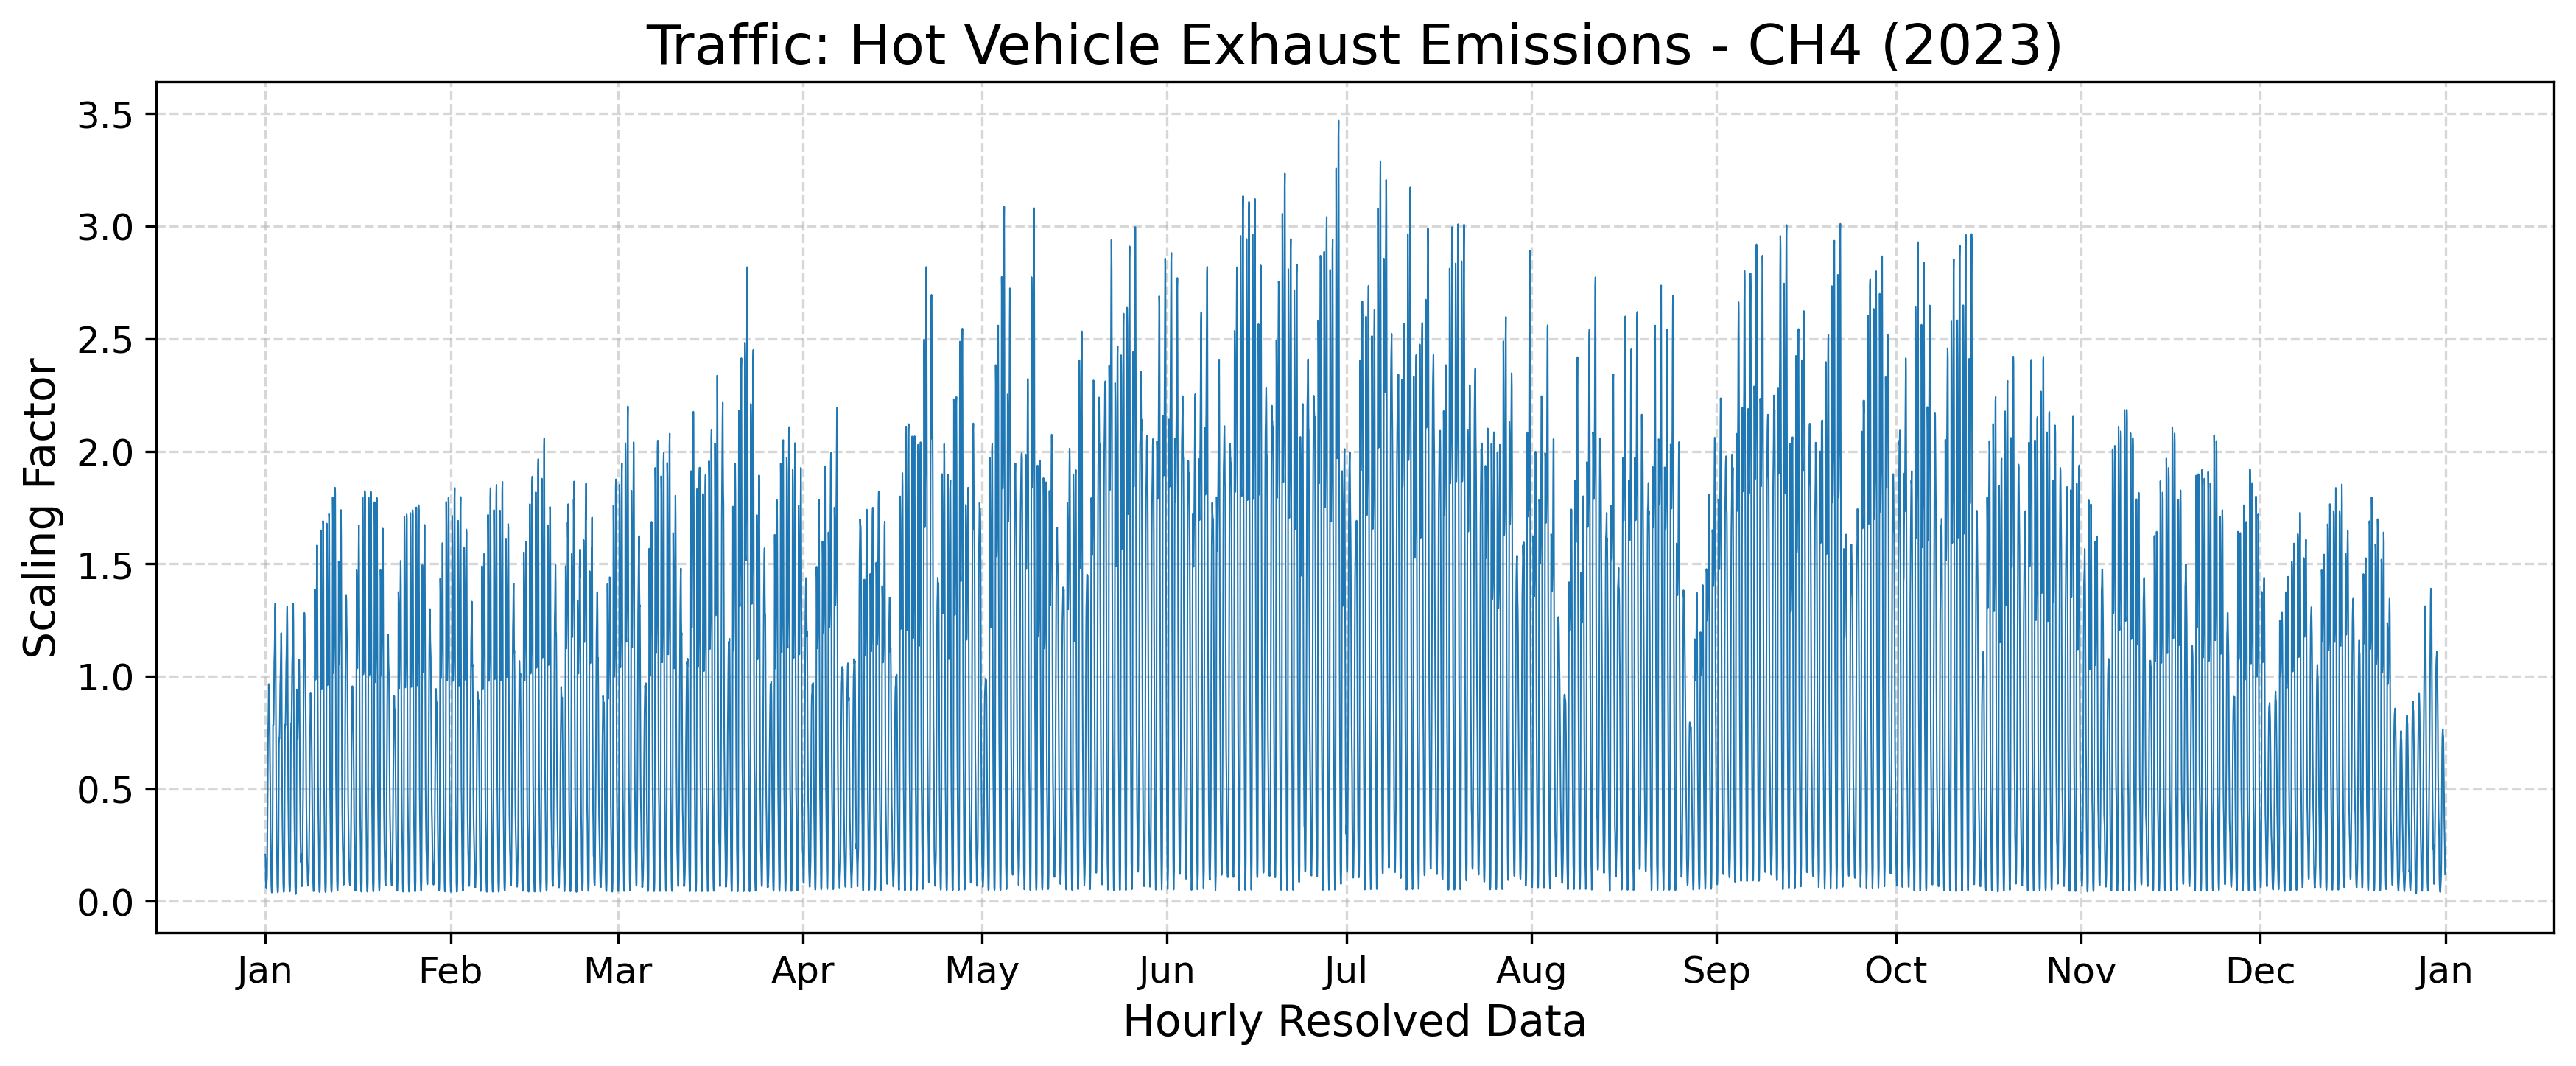 Traffic: Hot Vehicle Exhaust Emissions - CH4 (2023)
Scaling Factor
3.5
3.0
2.5
2.0
1.5
1.0
0.5
0.0
Jan Feb Mar Apr May Jun Jul Aug Sep Oct Nov Dec Jan
Hourly Resolved Data